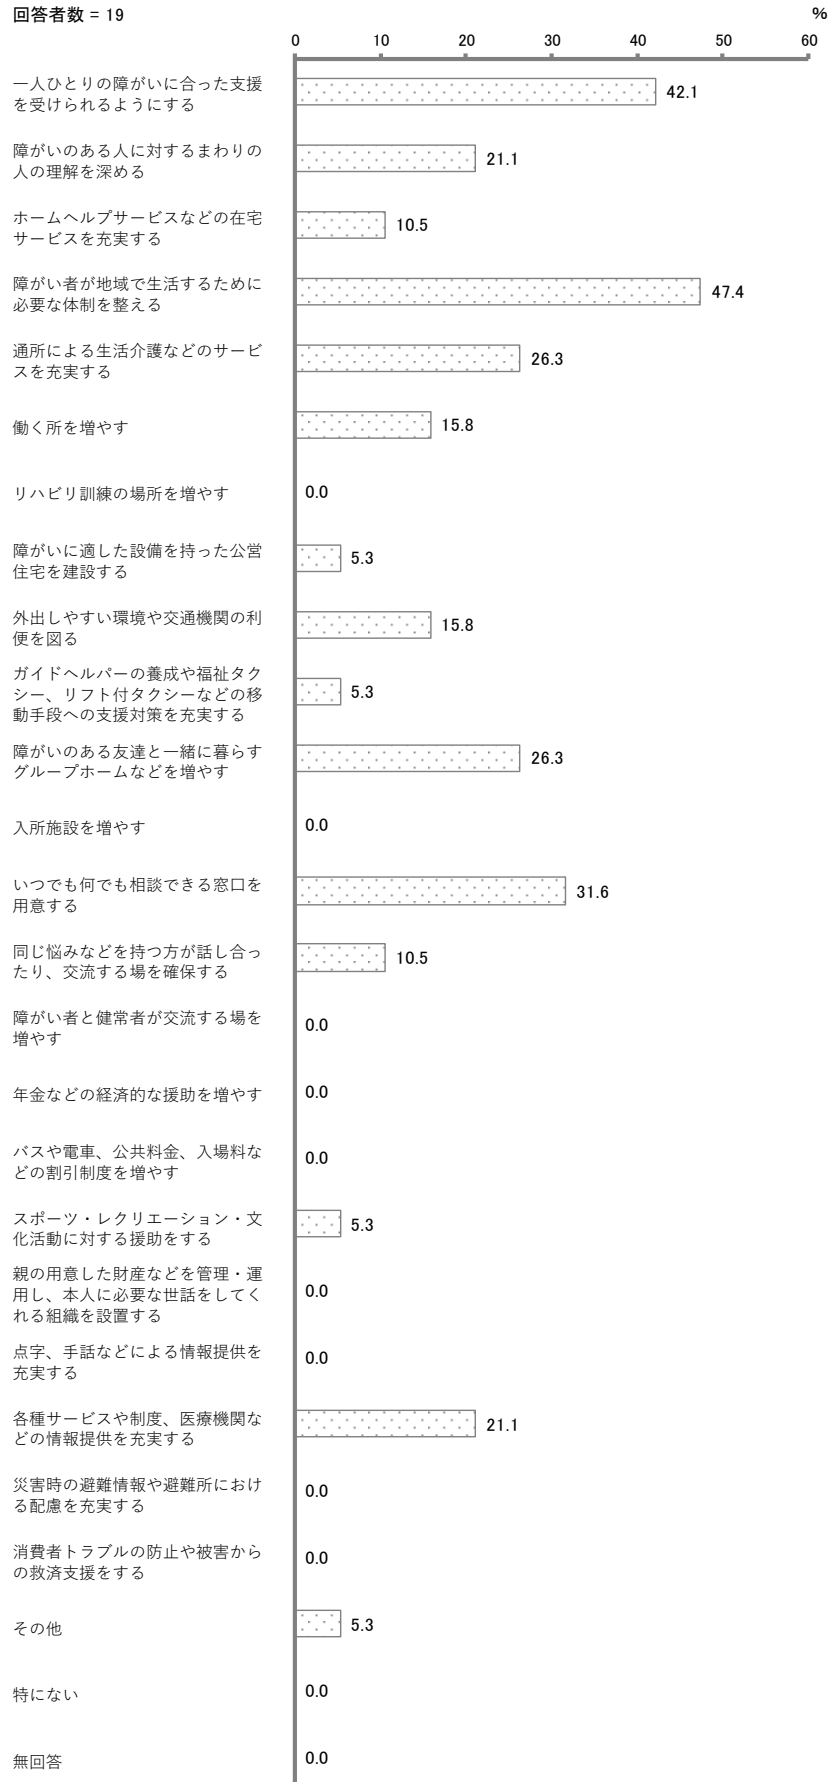 回答者数 = 19
%
0 10 20 30 40 50 60
一人ひとりの障がいに合った支援
を受けられるようにする
42.1
障がいのある人に対するまわりの
人の理解を深める
21.1
ホームヘルプサービスなどの在宅
サービスを充実する
10.5
障がい者が地域で生活するために
必要な体制を整える
47.4
通所による生活介護などのサービ
スを充実する
26.3
働く所を増やす
15.8
リハビリ訓練の場所を増やす
0.0
障がいに適した設備を持った公営
住宅を建設する
5.3
外出しやすい環境や交通機関の利
便を図る
15.8
ガイドヘルパーの養成や福祉タク
シー、リフト付タクシーなどの移
動手段への支援対策を充実する
5.3
障がいのある友達と一緒に暮らす
グループホームなどを増やす
26.3
入所施設を増やす
0.0
いつでも何でも相談できる窓口を
用意する
31.6
同じ悩みなどを持つ方が話し合っ
たり、交流する場を確保する
10.5
障がい者と健常者が交流する場を
増やす
0.0
年金などの経済的な援助を増やす
0.0
バスや電車、公共料金、入場料な
どの割引制度を増やす
0.0
スポーツ・レクリエーション・文
化活動に対する援助をする
5.3
親の用意した財産などを管理・運
用し、本人に必要な世話をしてく
れる組織を設置する
0.0
点字、手話などによる情報提供を
充実する
0.0
各種サービスや制度、医療機関な
どの情報提供を充実する
21.1
災害時の避難情報や避難所におけ
る配慮を充実する
0.0
消費者トラブルの防止や被害から
の救済支援をする
0.0
その他
5.3
特にない
0.0
無回答
0.0